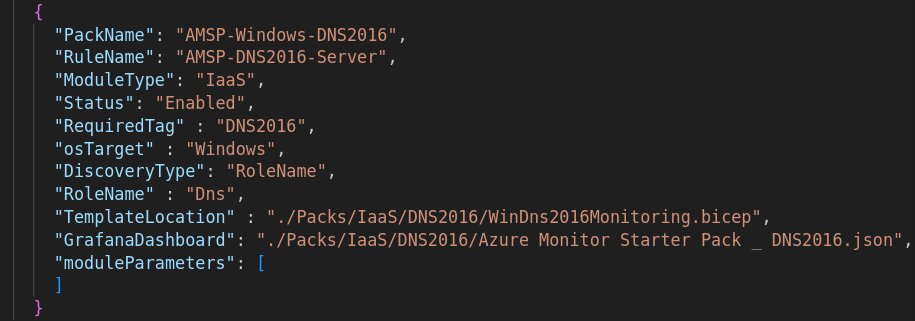 {
"PackName": "AMSP-Windows-DNS2016",
"RuleName": "AMSP-DNS2016-Server",
"ModuleType": "IaaS",
"Status": "Enabled",
"RequiredTag" : "DNS2016",
"osTarget" : "Windows",
"DiscoveryType": "RoleName",
"RoleName" : "Dns",
"TemplateLocation" : "./Packs/IaaS/DNS2016/WinDns2016Monitoring.bicep",
"GrafanaDashboard": "./Packs/IaaS/DNS2016/Azure Monitor Starter Pack _ DNS2016.json",
"moduleParameters": [
]
}